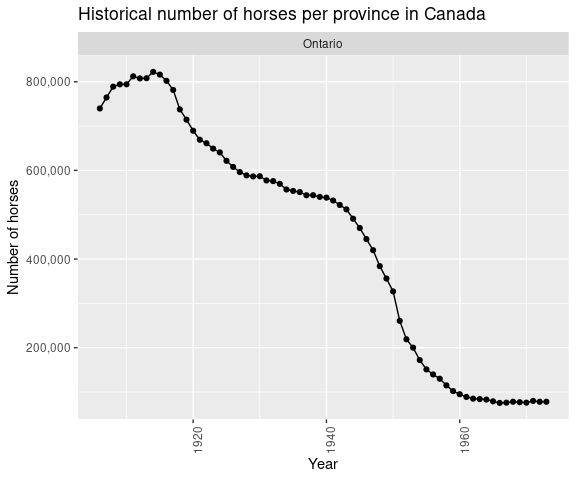 Historical number of horses per province in Canada
Ontario
800,000
600,000
400,000
200,000
Number of horses
1920
1940
1960
Year